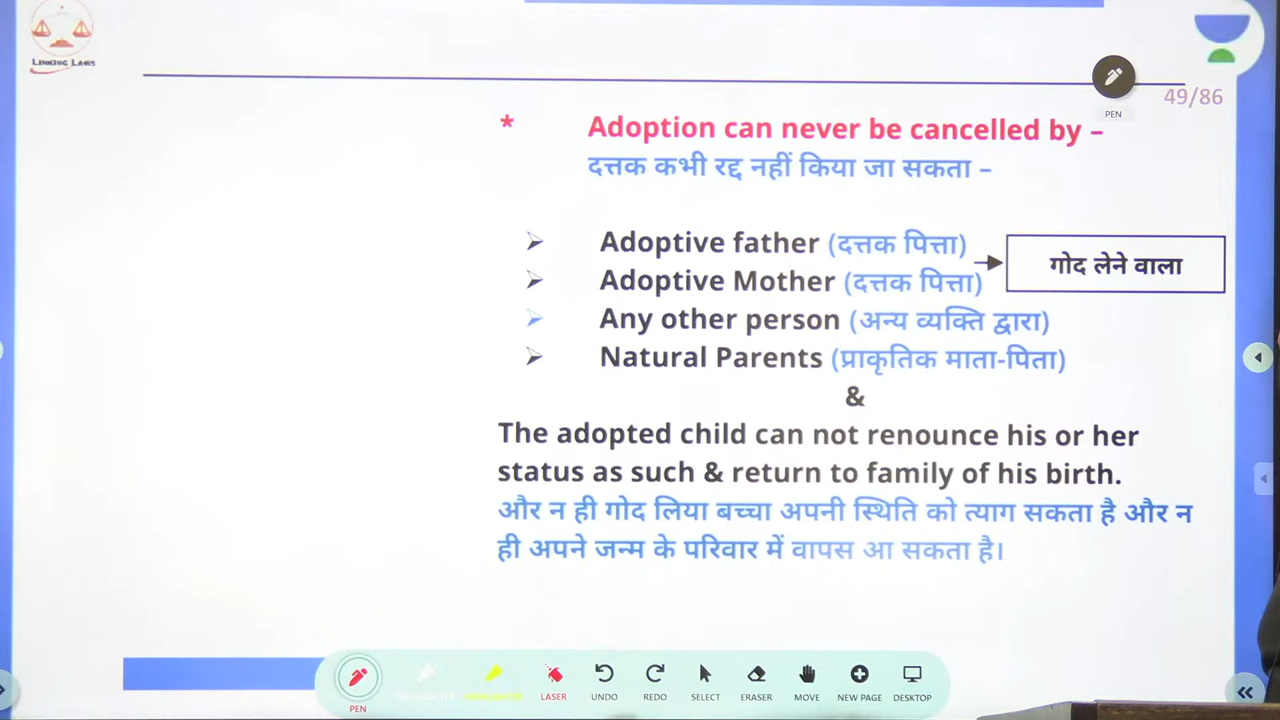 LINKING LAWS
PEN
49/86
* Adoption can never be cancelled by –
दत्तक कभी रद्द नहीं किया जा सकता –
➢ Adoptive father (दत्तक पित्ता)
➢ Adoptive Mother (दत्तक पित्ता)
गोद लेने वाला
➢ Any other person (अन्य व्यक्ति द्वारा)
➢ Natural Parents (प्राकृतिक माता-पिता)
&
The adopted child can not renounce his or her
status as such & return to family of his birth.
और न ही गोद लिया बच्चा अपनी स्थिति को त्याग सकता है और न
ही अपने जन्म के परिवार में वापस आ सकता है।
PEN LASER UNDO REDO SELECT ERASER MOVE NEW PAGE DESKTOP